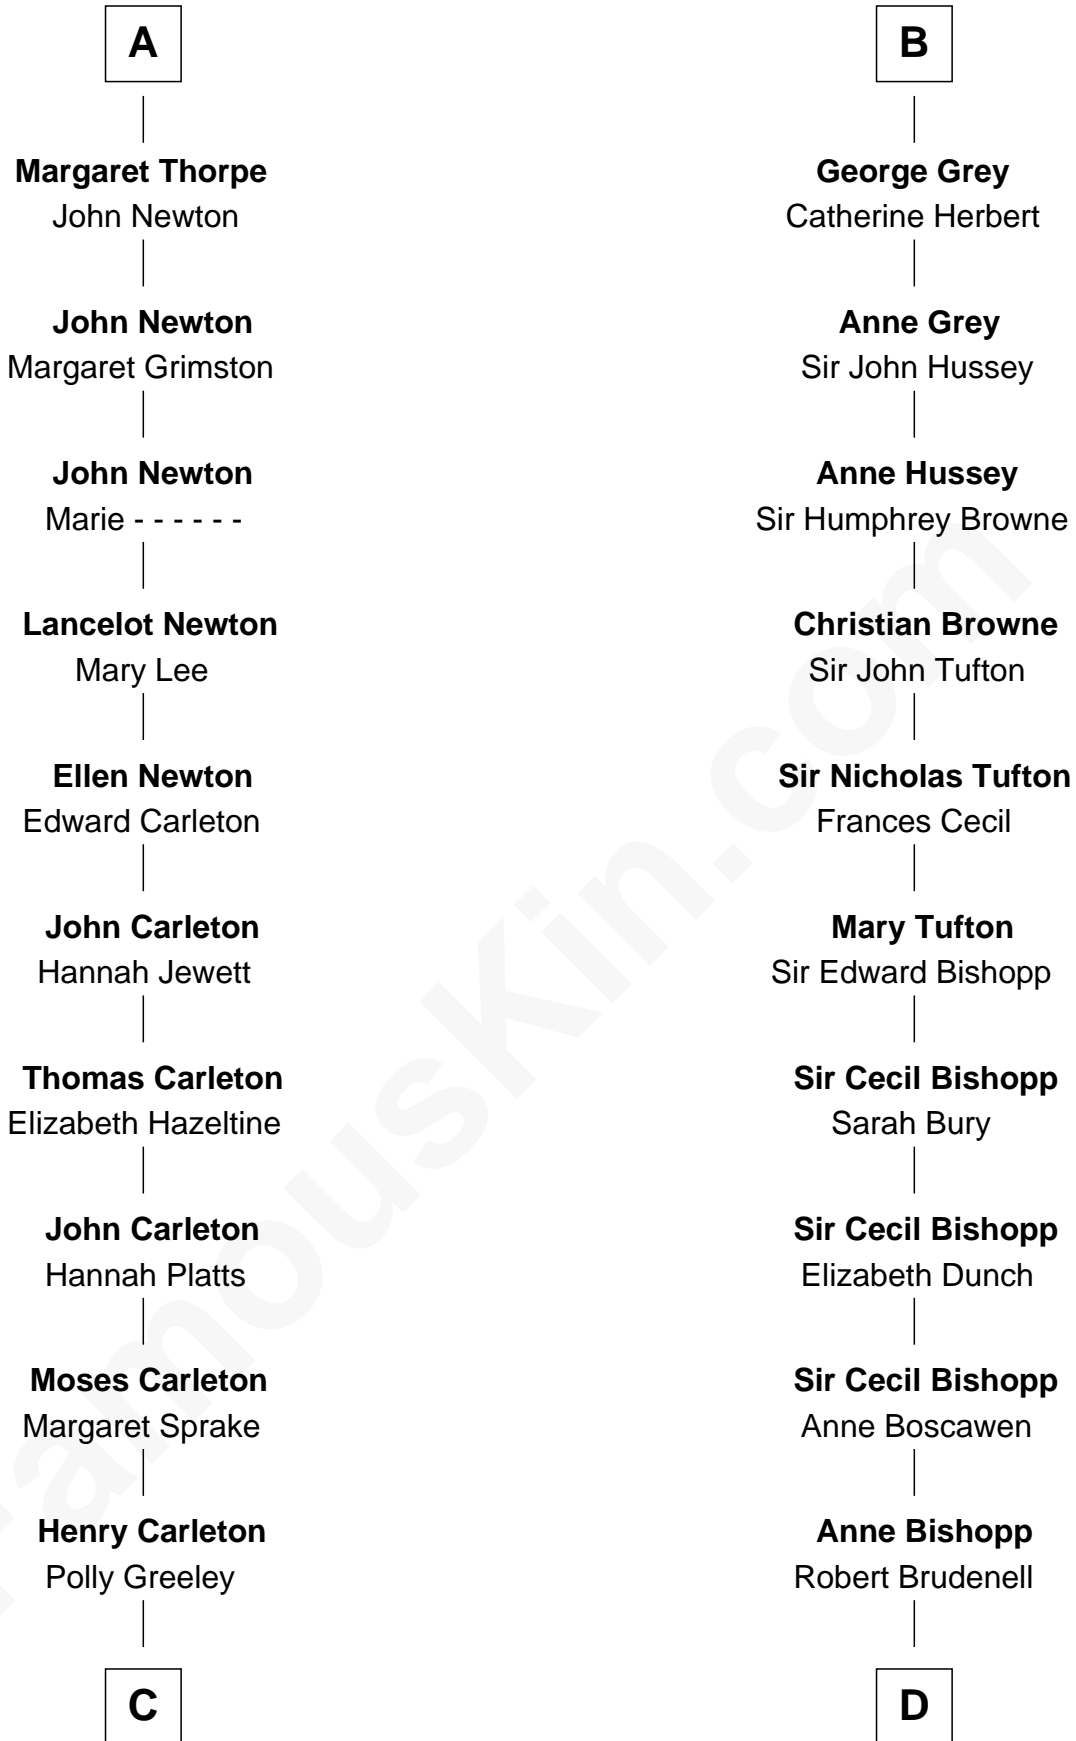 A
Margaret Thorpe
John Newton
John Newton
Margaret Grimston
John Newton
Marie - - - - - -
Lancelot Newton
Mary Lee
Ellen Newton
Edward Carleton
John Carleton
Hannah Jewett
Thomas Carleton
Elizabeth Hazeltine
John Carleton
Hannah Platts
Moses Carleton
Margaret Sprake
Henry Carleton
Polly Greeley
C
B
George Grey
Catherine Herbert
Anne Grey
Sir John Hussey
Anne Hussey
Sir Humphrey Browne
Christian Browne
Sir John Tufton
Sir Nicholas Tufton
Frances Cecil
Mary Tufton
Sir Edward Bishopp
Sir Cecil Bishopp
Sarah Bury
Sir Cecil Bishopp
Elizabeth Dunch
Sir Cecil Bishopp
Anne Boscawen
Anne Bishopp
Robert Brudenell
D
FamousKin.com